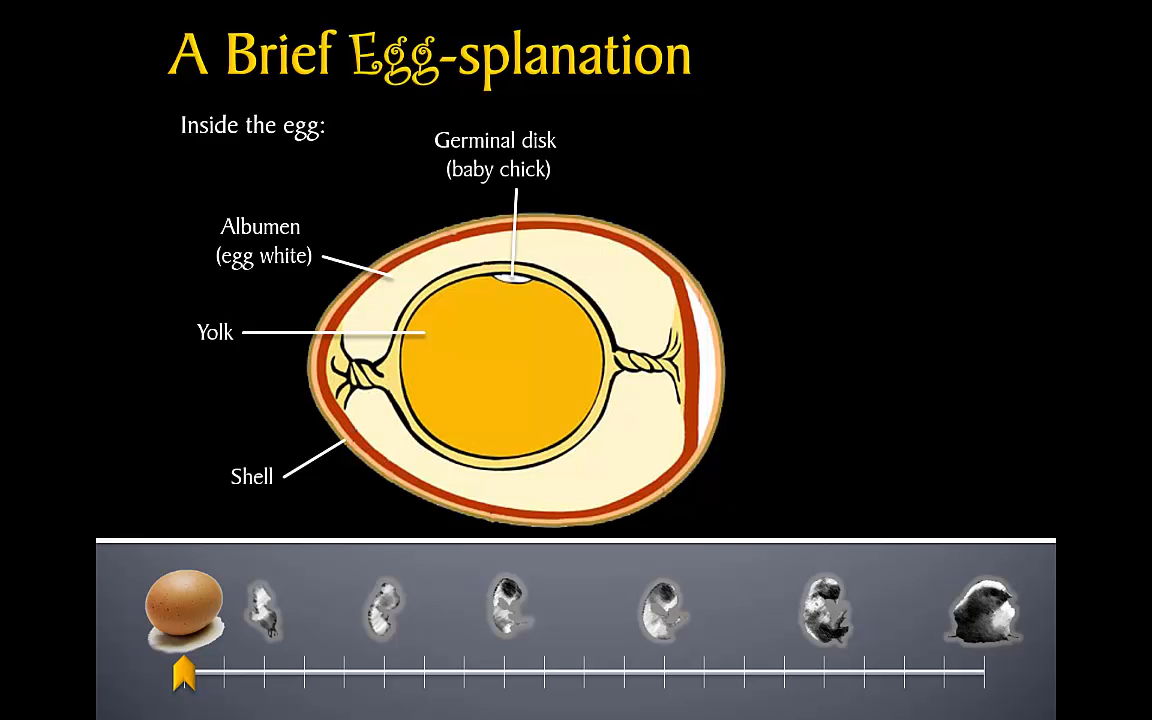 A Brief Egg-splanation
Inside the egg:
Germinal disk
(baby chick)
Albumen
(egg white)
Yolk
Shell